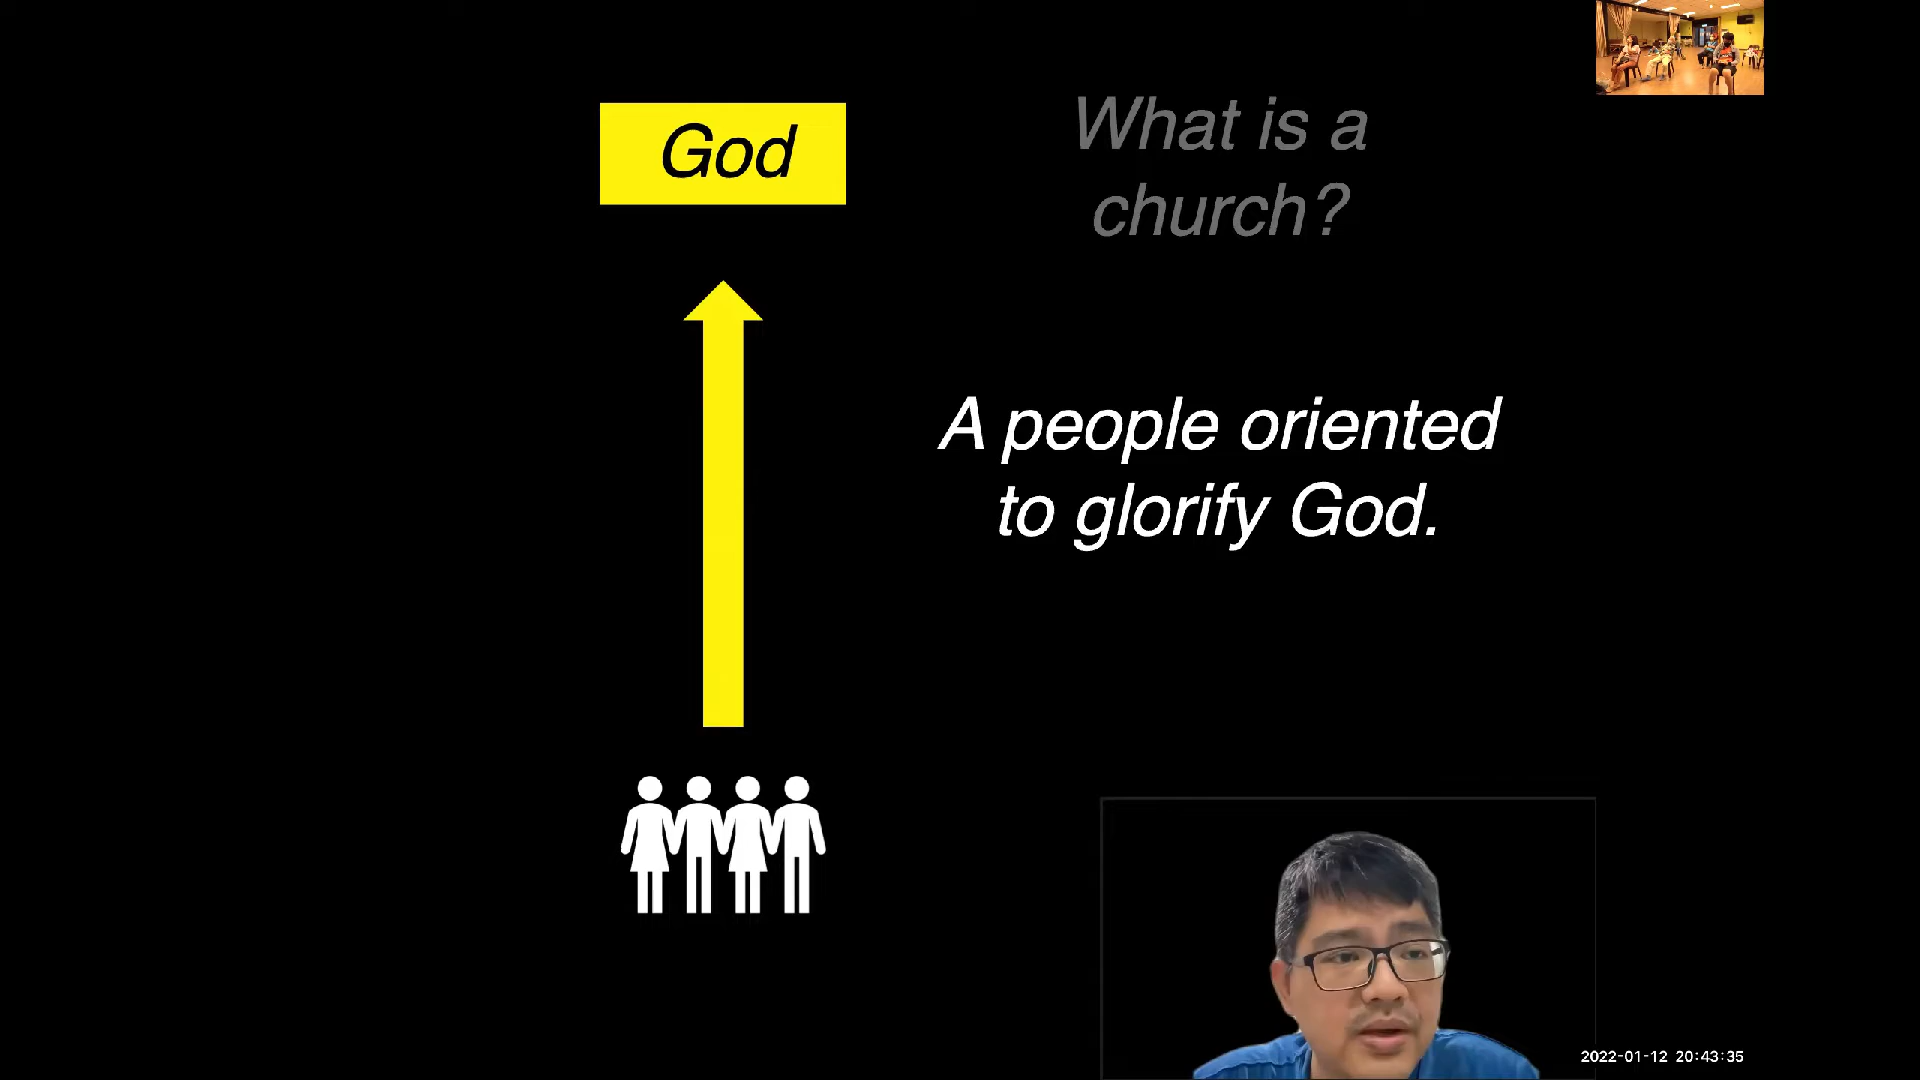 God
What is a
church?
A people oriented
to glorify God.
2022-01-12 20:43:35